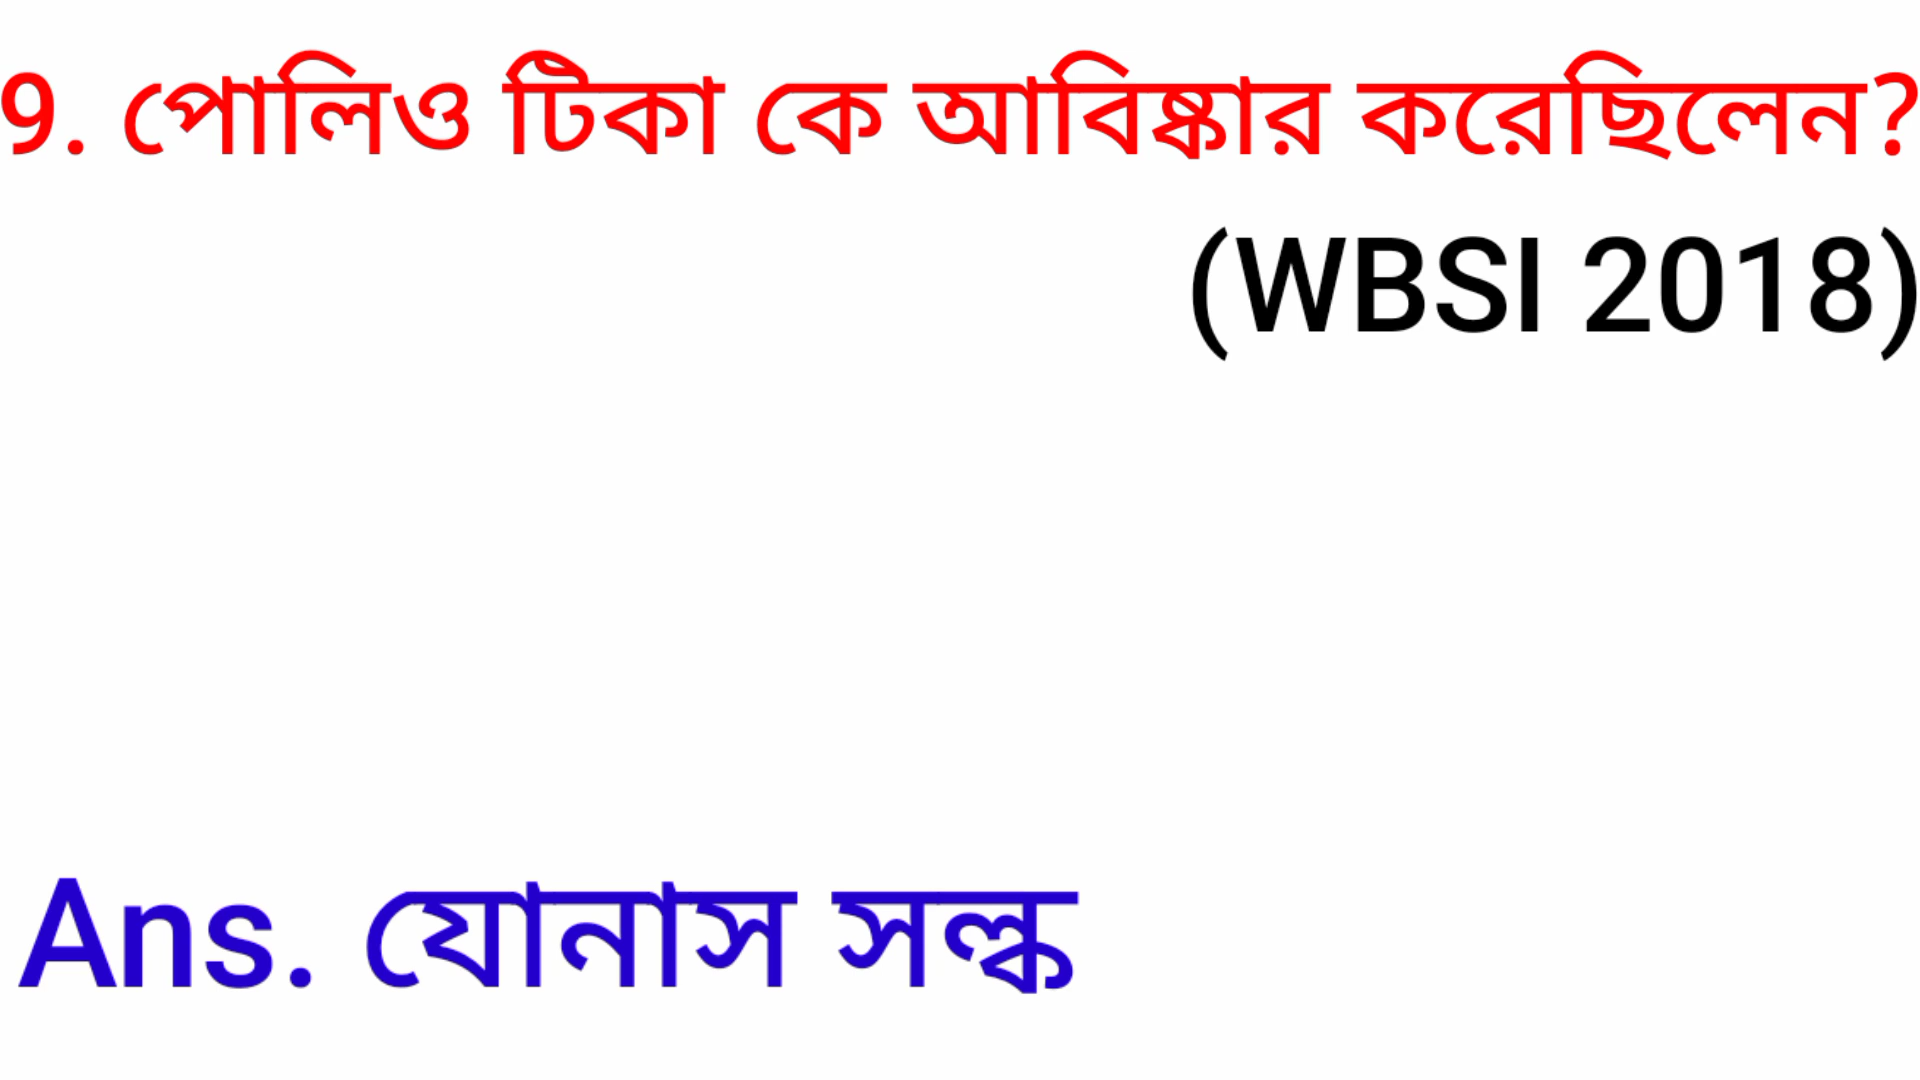 9. পোলিও টিকা কে আবিষ্কার করেছিলেন?
(WBSI 2018)
Ans. যোনাস সল্ক